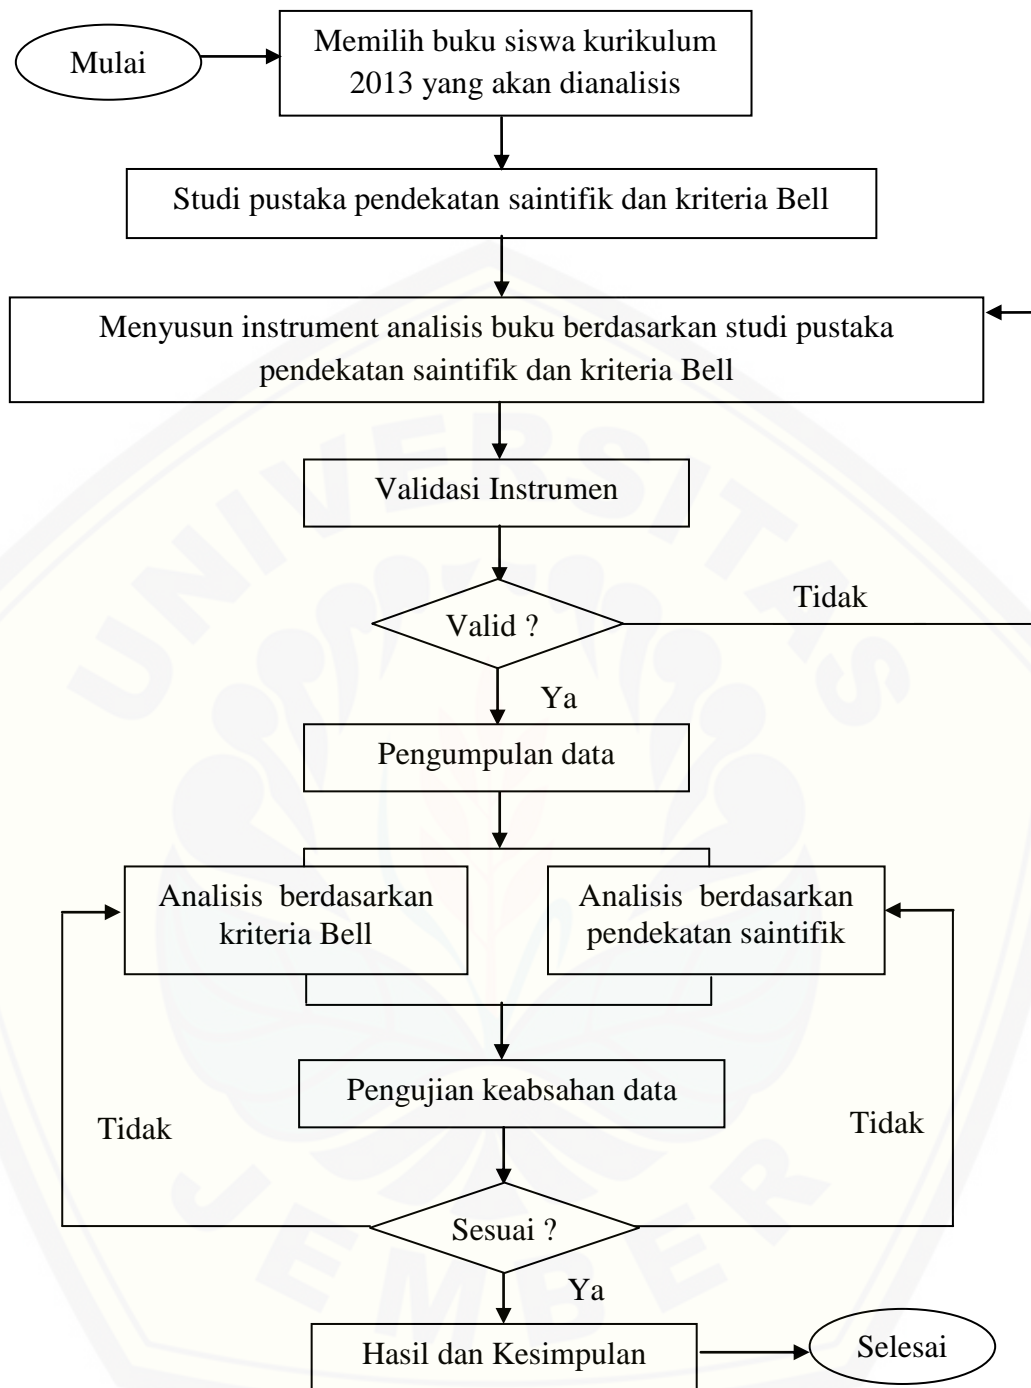 Mulai
Memilih buku siswa kurikulum
2013 yang akan dianalisis
Studi pustaka pendekatan saintifik dan kriteria Bell
Menyusun instrument analisis buku berdasarkan studi pustaka
pendekatan saintifik dan kriteria Bell
Validasi Instrumen
Valid ?
Tidak
Ya
Pengumpulan data
Analisis berdasarkan
kriteria Bell
Analisis berdasarkan
pendekatan saintifik
Pengujian keabsahan data
Tidak
Tidak
Sesuai ?
Ya
Hasil dan Kesimpulan
Selesai
UNIVERSITAS
JEMBER